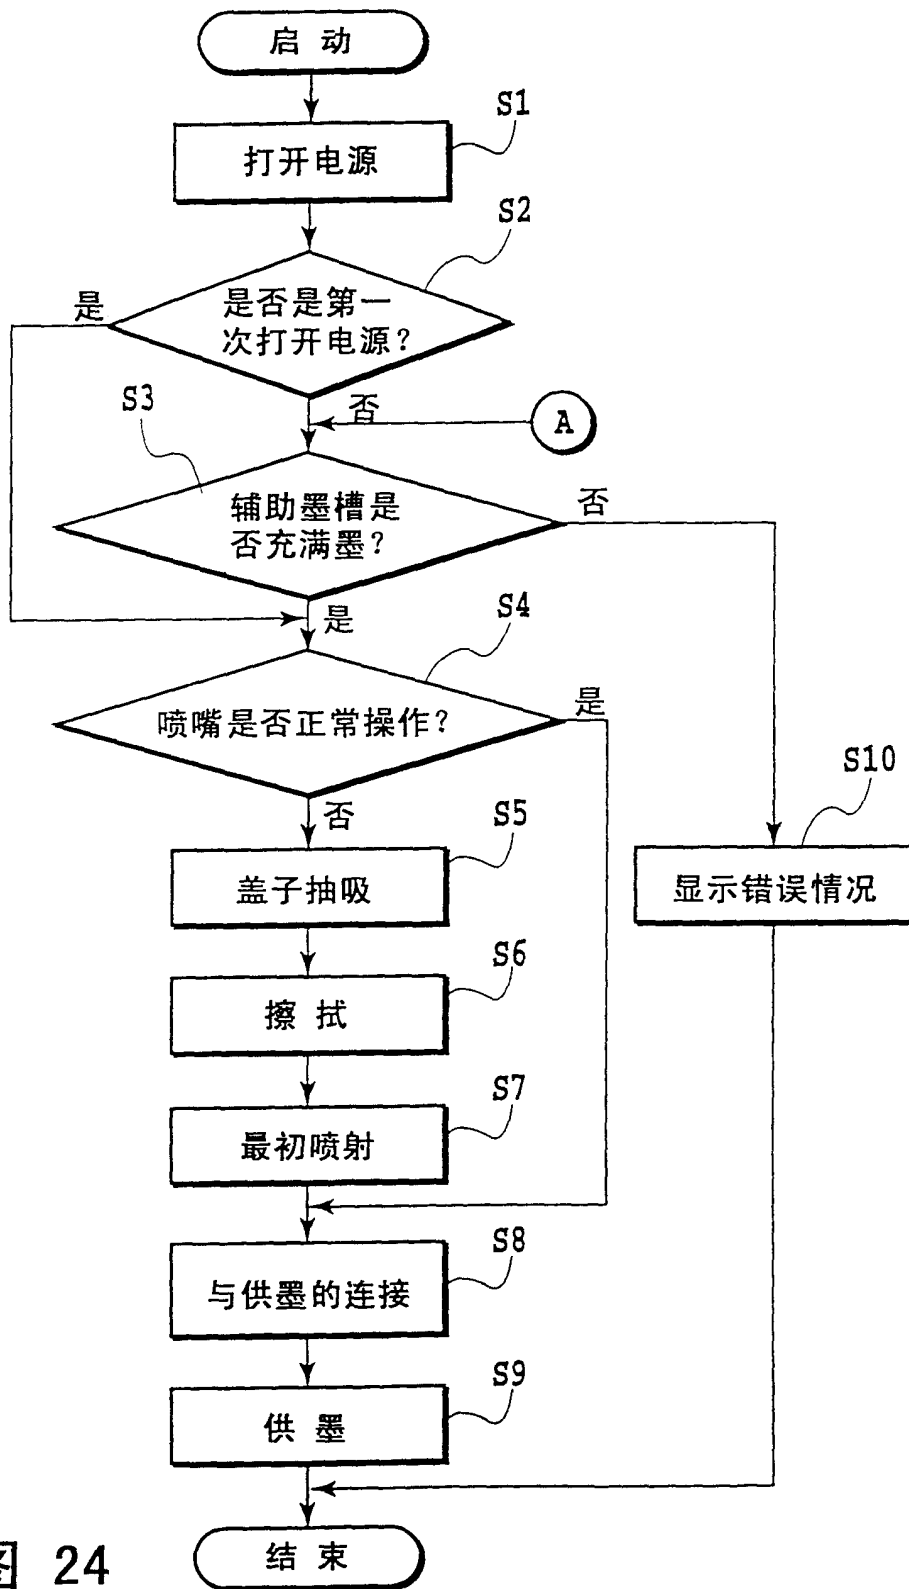 启动
S1
打开电源
S2
是
是否是第一
次打开电源?
S3
否
A
辅助墨槽是
否充满墨?
否
是
S4
喷嘴是否正常操作?
是
否
S5
盖子抽吸
S10
显示错误情况
S6
擦拭
S7
最初喷射
S8
与供墨的连接
S9
供墨
结束
图 24